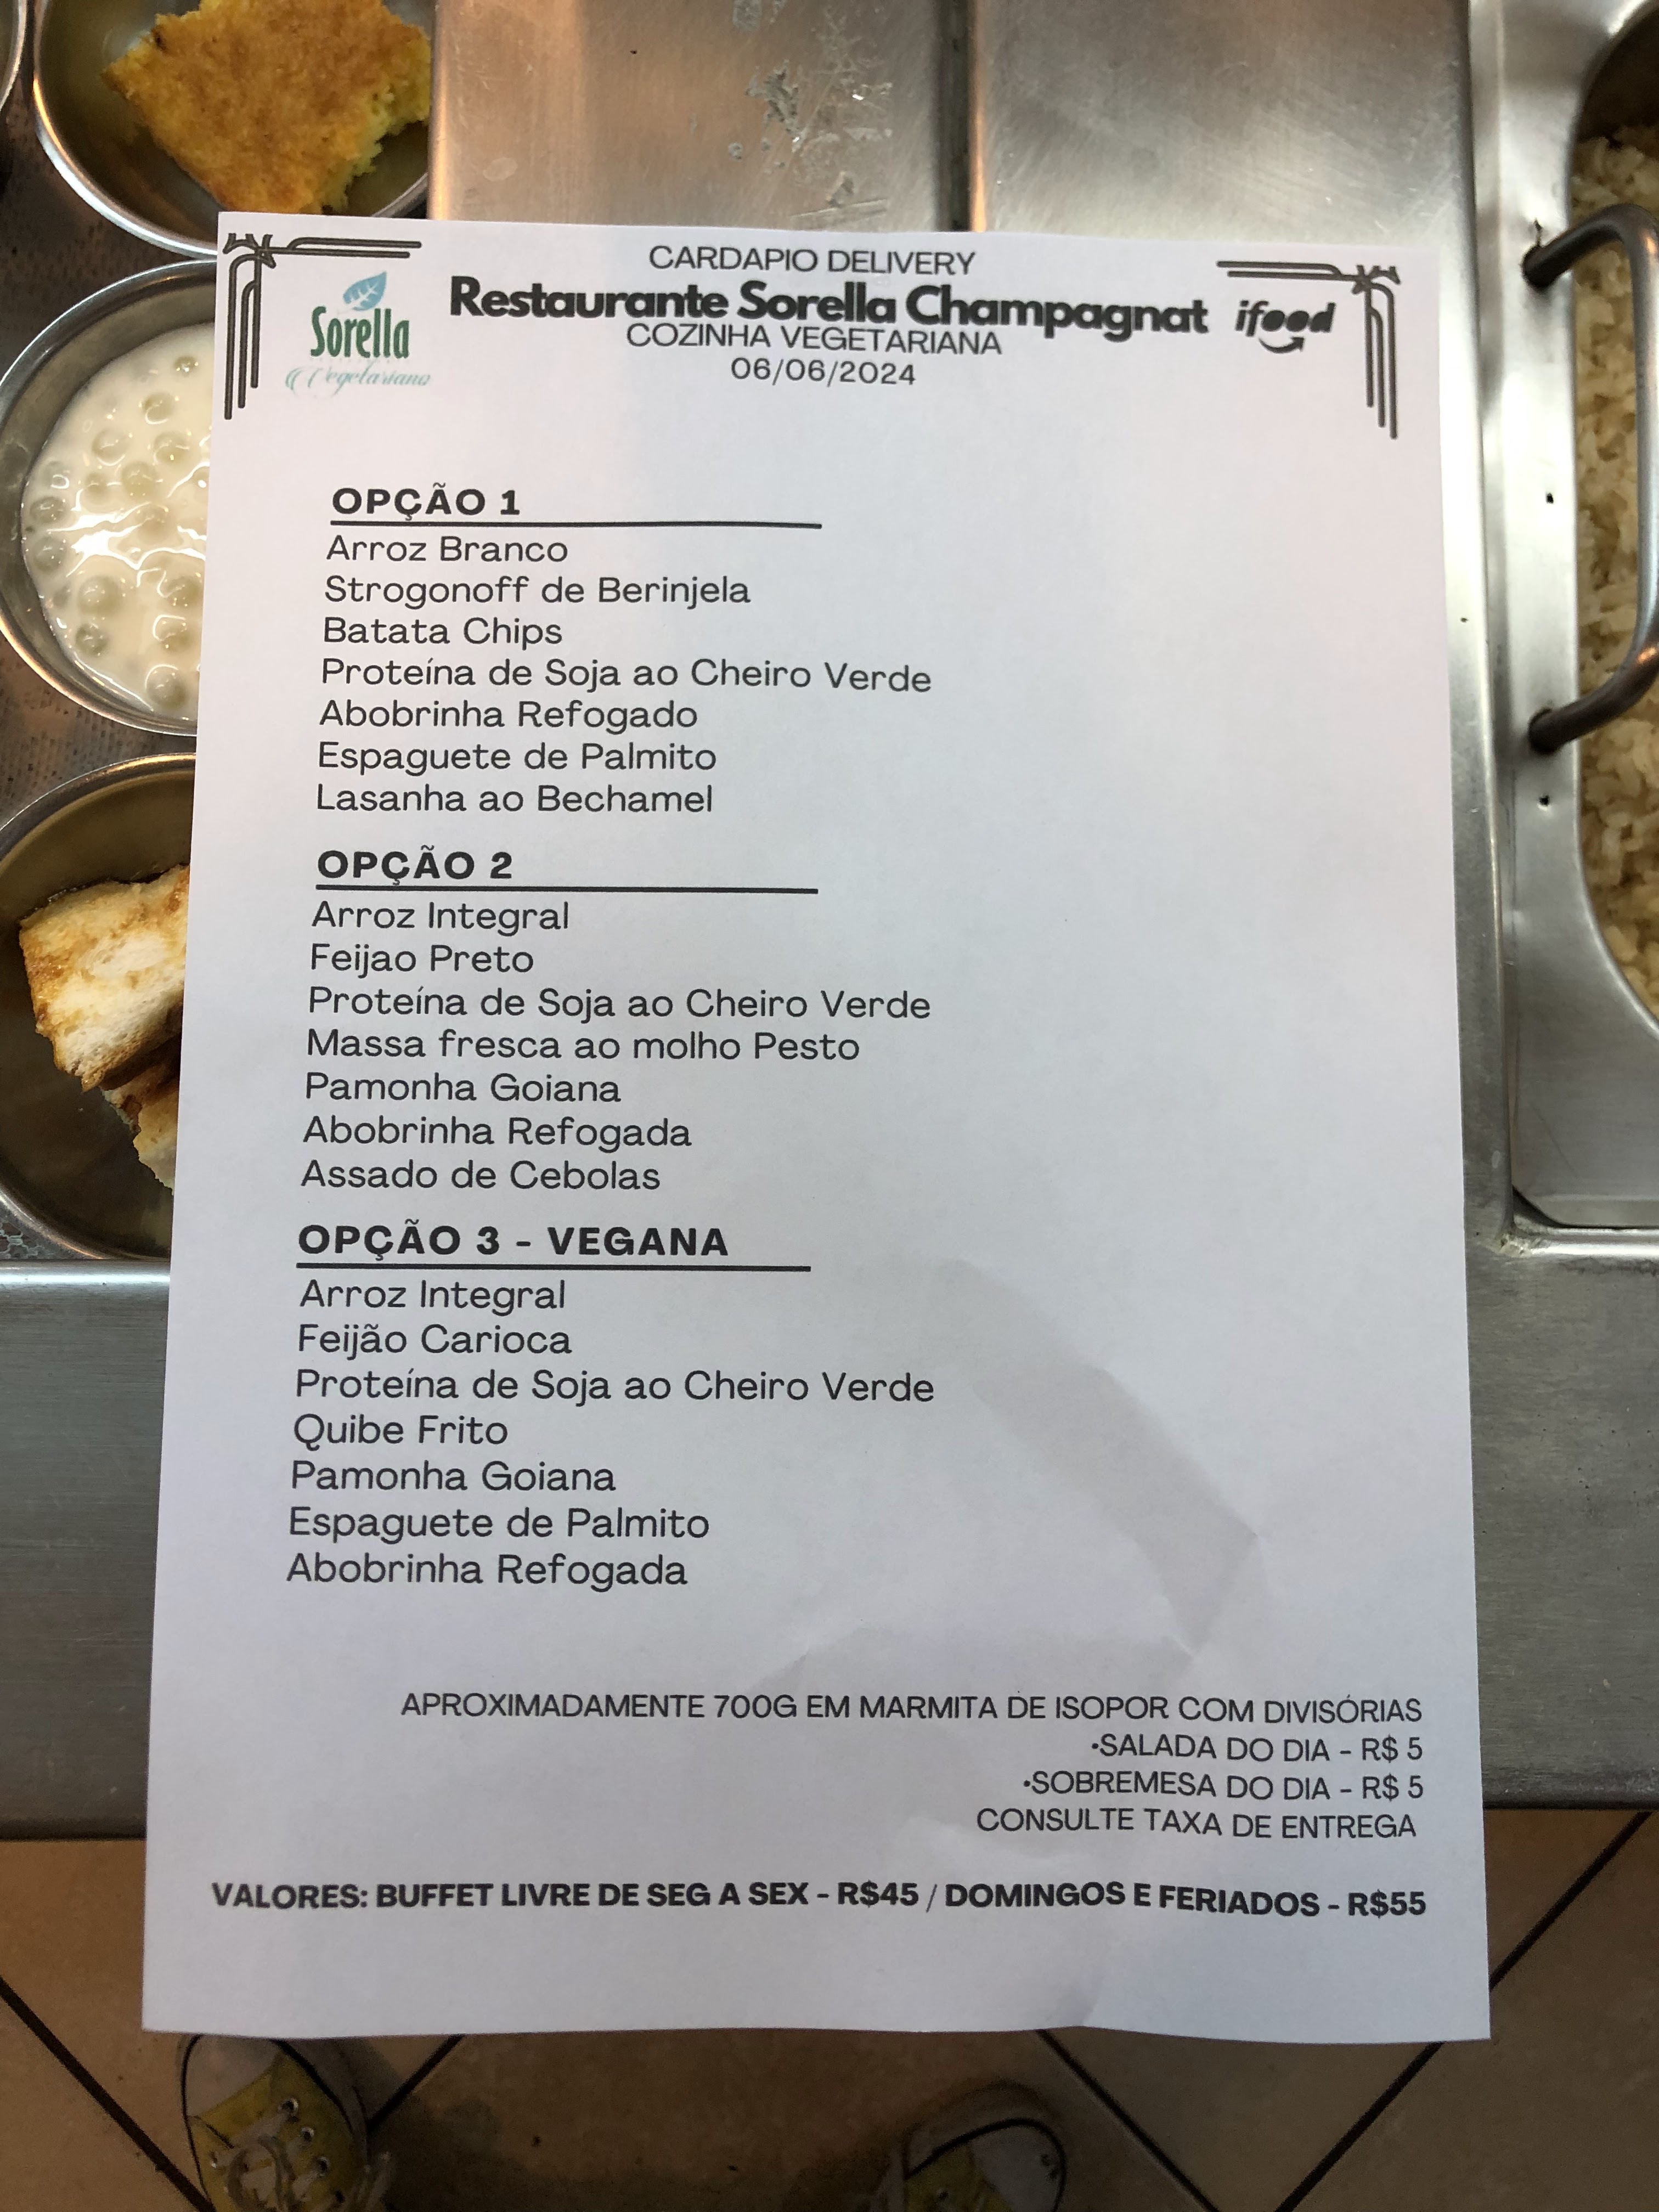 CARDAPIO DELIVERY
Restaurante Sorella Champagnat
ifood
Sorella
Vegetariano
COZINHA VEGETARIANA
06/06/2024
OPÇÃO 1
Arroz Branco
Strogonoff de Berinjela
Batata Chips
Proteína de Soja ao Cheiro Verde
Abobrinha Refogado
Espaguete de Palmito
Lasanha ao Bechamel
OPÇÃO 2
Arroz Integral
Feijao Preto
Proteína de Soja ao Cheiro Verde
Massa fresca ao molho Pesto
Pamonha Goiana
Abobrinha Refogada
Assado de Cebolas
OPÇÃO 3 - VEGANA
Arroz Integral
Feijão Carioca
Proteína de Soja ao Cheiro Verde
Quibe Frito
Pamonha Goiana
Espaguete de Palmito
Abobrinha Refogada
APROXIMADAMENTE 700G EM MARMITA DE ISOPOR COM DIVISÓRIAS
•SALADA DO DIA - R$ 5
•SOBREMESA DO DIA - R$ 5
CONSULTE TAXA DE ENTREGA
VALORES: BUFFET LIVRE DE SEG A SEX - R$45 / DOMINGOS E FERIADOS - R$55